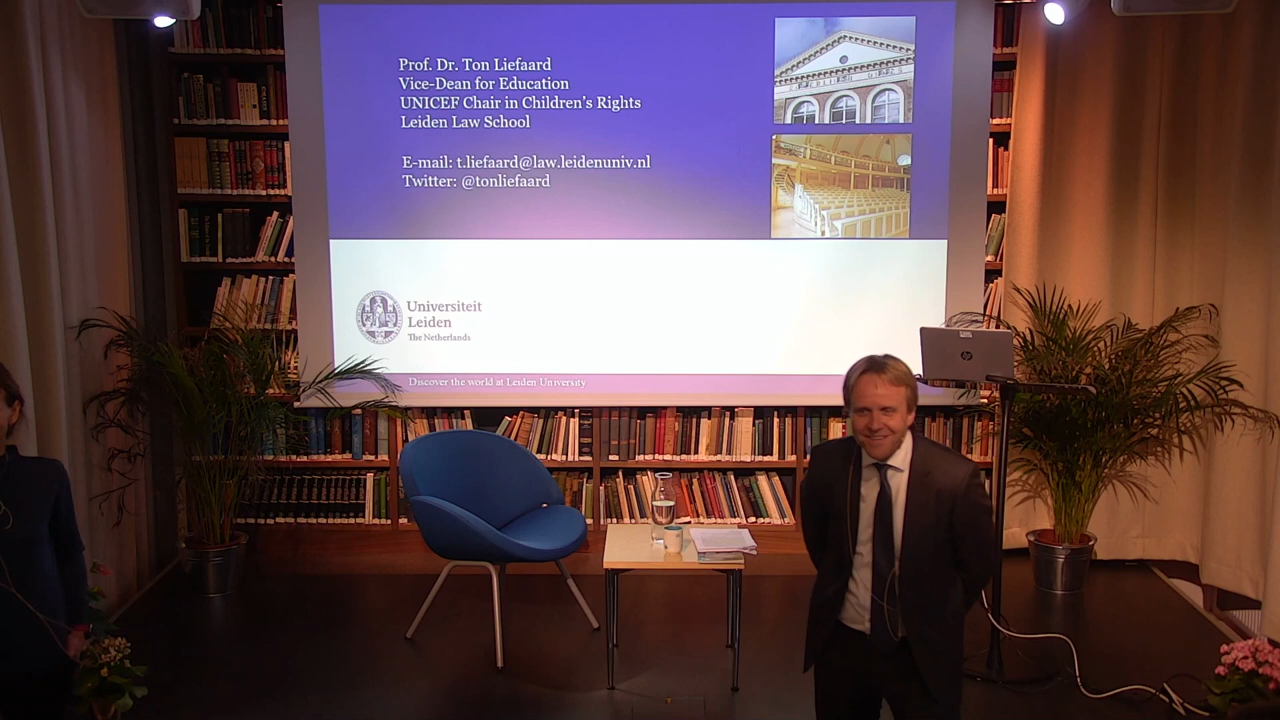 Prof. Dr. Ton Liefaard
Vice-Dean for Education
UNICEF Chair in Children's Rights
Leiden Law School
E-mail: t.liefaard@law.leidenuniv.nl
Twitter: @tonliefaard
Universiteit
Leiden
The Netherlands
Discover the world at Leiden University
hp